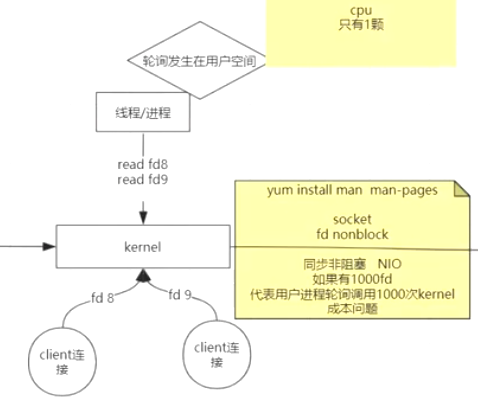 cpu
只有1颗
轮词发生在用户空间
线程/进程
read fd8
read fd9
yum install man  man-pages
socket
fd nonblock
kernel
同步非阻塞   NIO
如果有1000fd
代表用户进程轮词调用1000次kernel
成本问题
fd 8
fd 9
client连
接
client连
接